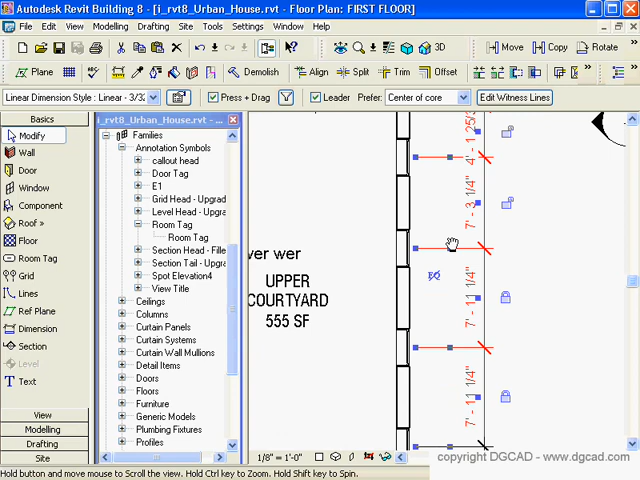 Autodesk Revit Building 8 - [i_rvt8_Urban_House.rvt - Floor Plan: FIRST FLOOR]
File Edit View Modelling Drafting Site Tools Settings Window Help
3D Move Copy Rotate
Plane Demolish Align Split Trim Offset
Linear Dimension Style : Linear - 3/32 Press + Drag Leader Prefer: Center of core Edit Witness Lines
Basics
Modify
Wall
Door
Window
Component
Roof »
Floor
Room Tag
Grid
Lines
Ref Plane
Dimension
Section
Level
Text
View
Modelling
Drafting
Site
i_rvt8_Urban_House.rvt - ...
Families
Annotation Symbols
callout head
Door Tag
E1
Grid Head - Upgrad
Level Head - Upgra
Room Tag
Room Tag
Section Head - Fille
Section Tail - Upgra
Spot Elevation4
View Title
Ceilings
Columns
Curtain Panels
Curtain Systems
Curtain Wall Mullions
Detail Items
Doors
Floors
Furniture
Generic Models
Plumbing Fixtures
Profiles
ver wer
UPPER
COURTYARD
555 SF
4' - 1 25/3
7' - 3 1/4"
EQ
7' - 11 1/4"
7' - 11 1/4"
1/8" = 1'-0"
copyright DGCAD - www.dgcad.com
Hold button and move mouse to Scroll the view. Hold Ctrl key to Zoom. Hold Shift key to Spin.